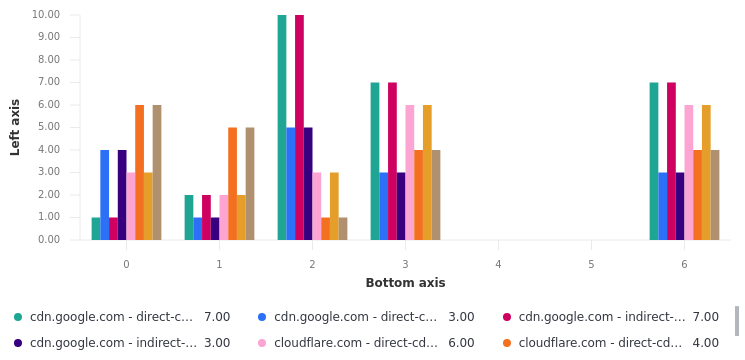 10.00
9.00
8.00
7.00
6.00
5.00
4.00
3.00
2.00
1.00
0.00
Left axis
0 1 2 3 4 5 6
Bottom axis
cdn.google.com - direct-c... 7.00 cdn.google.com - direct-c... 3.00 cdn.google.com - indirect-... 7.00
cdn.google.com - indirect-... 3.00 cloudflare.com - direct-cd... 6.00 cloudflare.com - direct-cd... 4.00